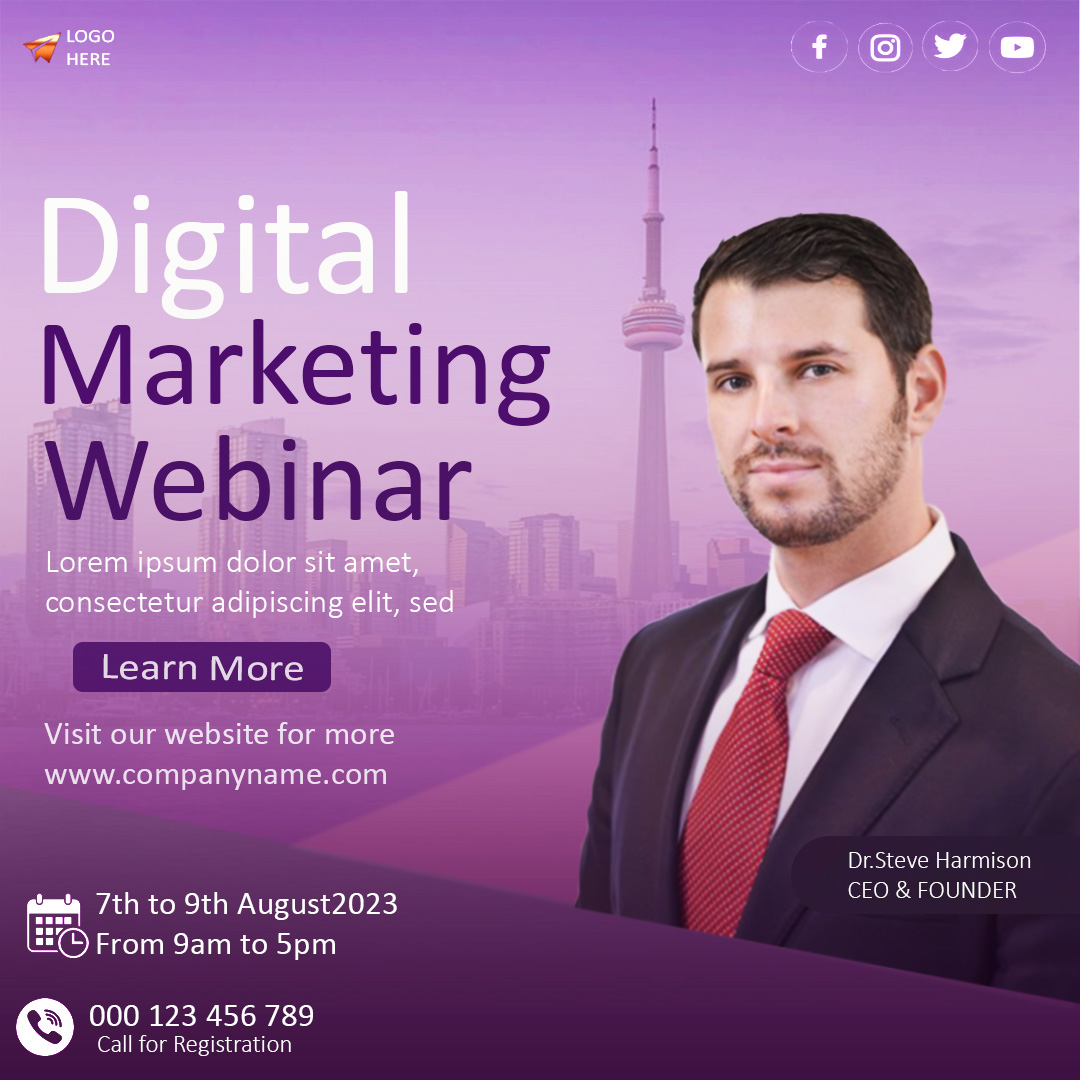 LOGO
HERE
Digital
Marketing
Webinar
Lorem ipsum dolor sit amet,
consectetur adipiscing elit, sed
Learn More
Visit our website for more
www.companyname.com
Dr.Steve Harmison
CEO & FOUNDER
7th to 9th August2023
From 9am to 5pm
000 123 456 789
Call for Registration